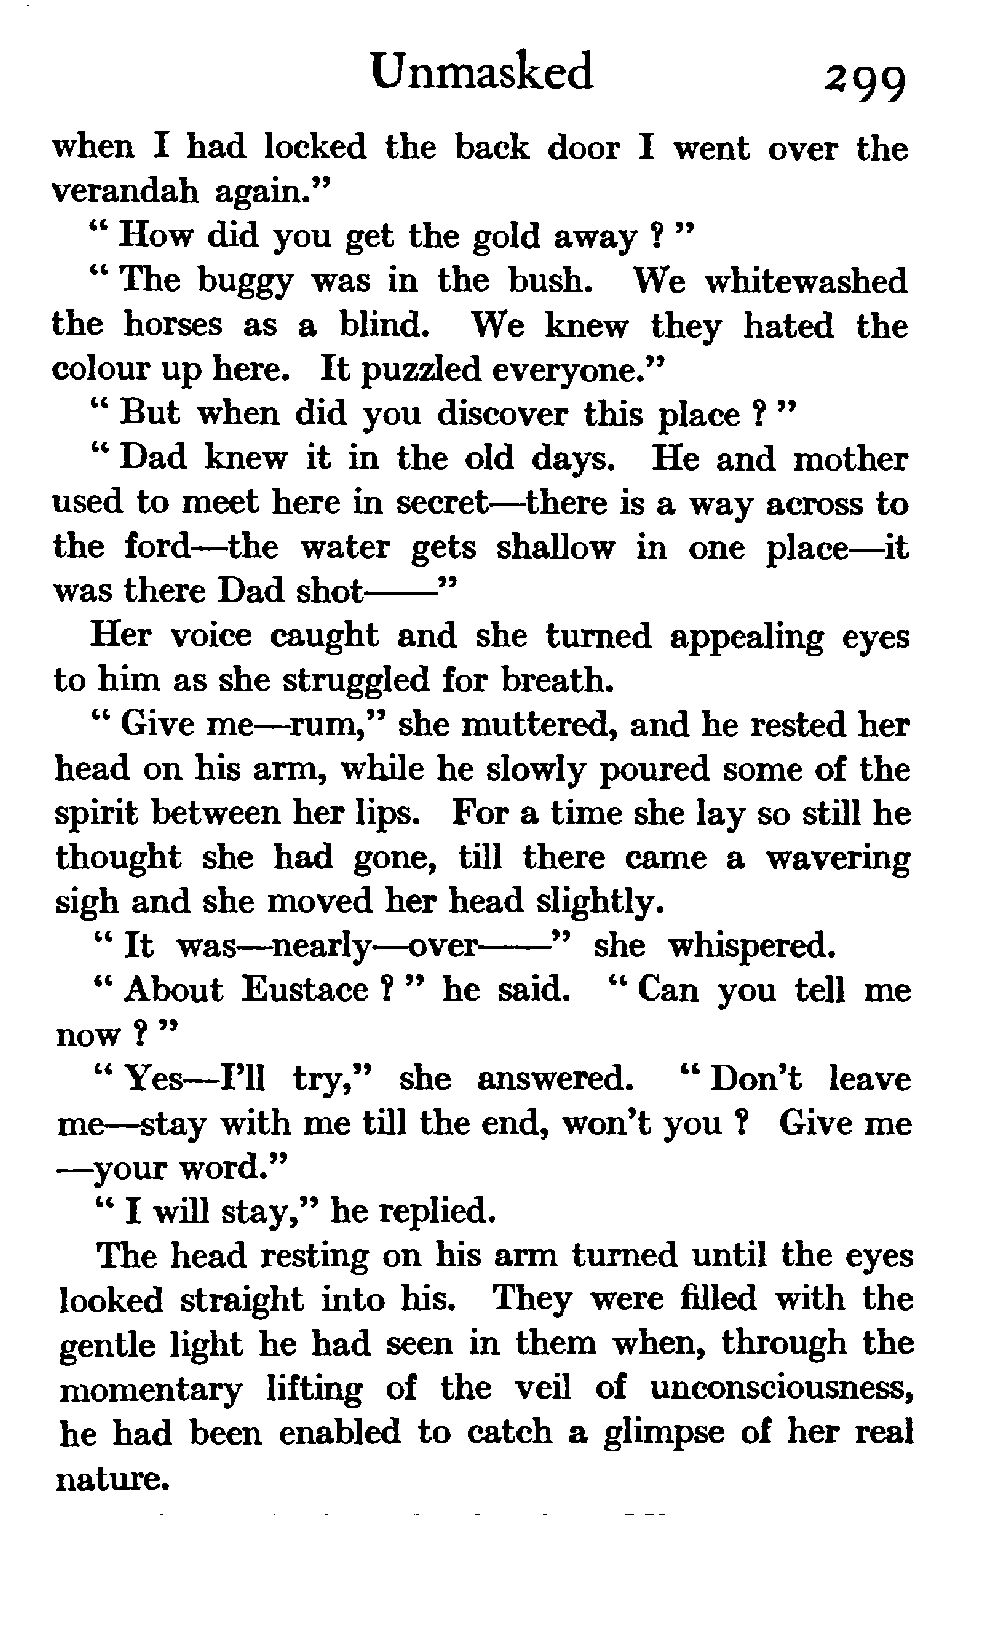 Unmasked 299
when I had locked the back door I went over the
verandah again."
" How did you get the gold away ? "
" The buggy was in the bush. We whitewashed
the horses as a blind. We knew they hated the
colour up here. It puzzled everyone."
" But when did you discover this place ? "
" Dad knew it in the old days. He and mother
used to meet here in secret—there is a way across to
the ford—the water gets shallow in one place—it
was there Dad shot——"
Her voice caught and she turned appealing eyes
to him as she struggled for breath.
" Give me—rum," she muttered, and he rested her
head on his arm, while he slowly poured some of the
spirit between her lips. For a time she lay so still he
thought she had gone, till there came a wavering
sigh and she moved her head slightly.
" It was—nearly—over——" she whispered.
" About Eustace ? " he said. " Can you tell me
now ? "
" Yes—I'll try," she answered. " Don't leave
me—stay with me till the end, won't you ? Give me
—your word."
" I will stay," he replied.
The head resting on his arm turned until the eyes
looked straight into his. They were filled with the
gentle light he had seen in them when, through the
momentary lifting of the veil of unconsciousness,
he had been enabled to catch a glimpse of her real
nature.